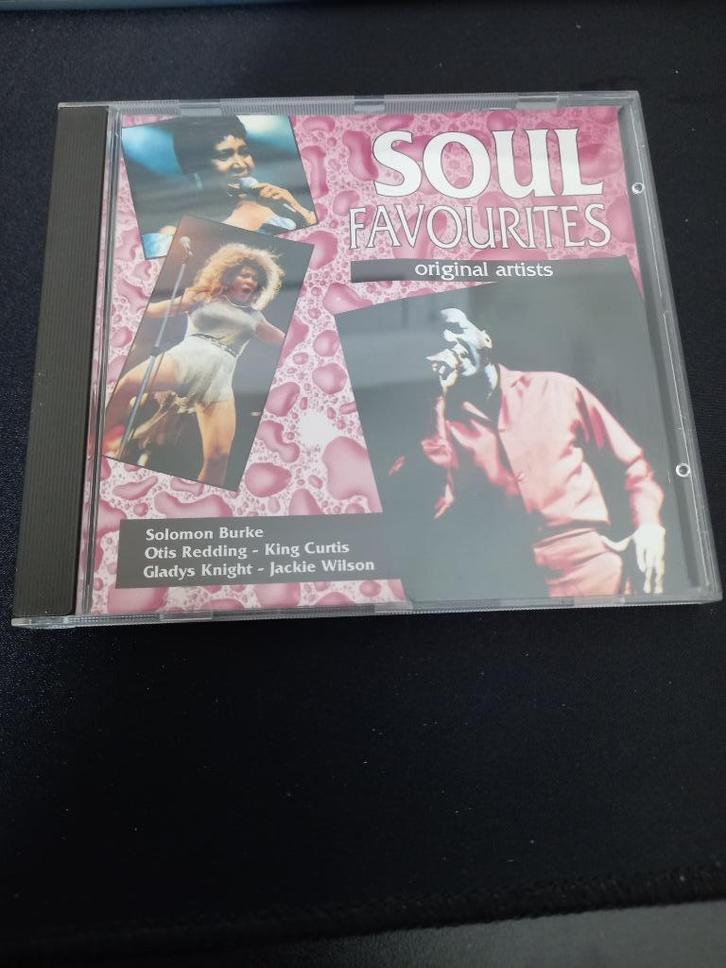 SOUL
FAVOURITES
original artists
Solomon Burke
Otis Redding - King Curtis
Gladys Knight - Jackie Wilson